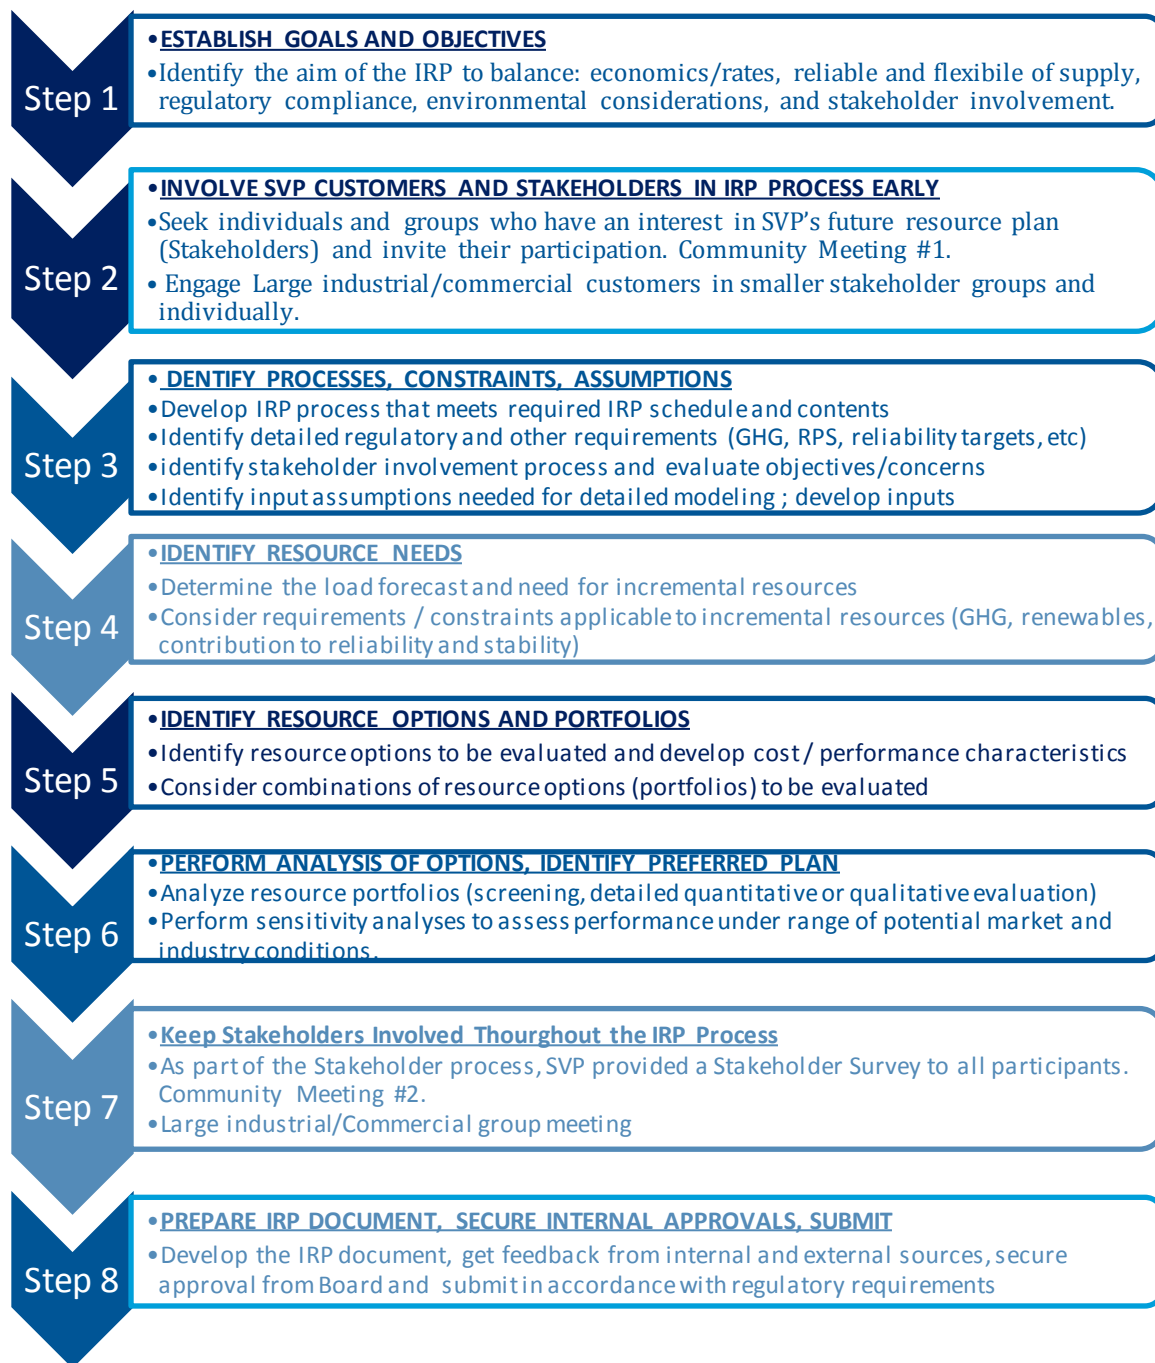 Step 1
•ESTABLISH GOALS AND OBJECTIVES
•Identify the aim of the IRP to balance: economics/rates, reliable and flexibile of supply,
regulatory compliance, environmental considerations, and stakeholder involvement.
Step 2
•INVOLVE SVP CUSTOMERS AND STAKEHOLDERS IN IRP PROCESS EARLY
•Seek individuals and groups who have an interest in SVP's future resource plan
(Stakeholders) and invite their participation. Community Meeting #1.
• Engage Large industrial/commercial customers in smaller stakeholder groups and
individually.
Step 3
• DENTIFY PROCESSES, CONSTRAINTS, ASSUMPTIONS
•Develop IRP process that meets required IRP schedule and contents
•Identify detailed regulatory and other requirements (GHG, RPS, reliability targets, etc)
•identify stakeholder involvement process and evaluate objectives/concerns
•Identify input assumptions needed for detailed modeling ; develop inputs
Step 4
•IDENTIFY RESOURCE NEEDS
•Determine the load forecast and need for incremental resources
•Consider requirements / constraints applicable to incremental resources (GHG, renewables,
contribution to reliability and stability)
Step 5
•IDENTIFY RESOURCE OPTIONS AND PORTFOLIOS
•Identify resource options to be evaluated and develop cost / performance characteristics
•Consider combinations of resource options (portfolios) to be evaluated
Step 6
•PERFORM ANALYSIS OF OPTIONS, IDENTIFY PREFERRED PLAN
•Analyze resource portfolios (screening, detailed quantitative or qualitative evaluation)
•Perform sensitivity analyses to assess performance under range of potential market and
industry conditions.
Step 7
•Keep Stakeholders Involved Thourghout the IRP Process
•As part of the Stakeholder process, SVP provided a Stakeholder Survey to all participants.
Community Meeting #2.
•Large industrial/Commercial group meeting
Step 8
•PREPARE IRP DOCUMENT, SECURE INTERNAL APPROVALS, SUBMIT
•Develop the IRP document, get feedback from internal and external sources, secure
approval from Board and submit in accordance with regulatory requirements